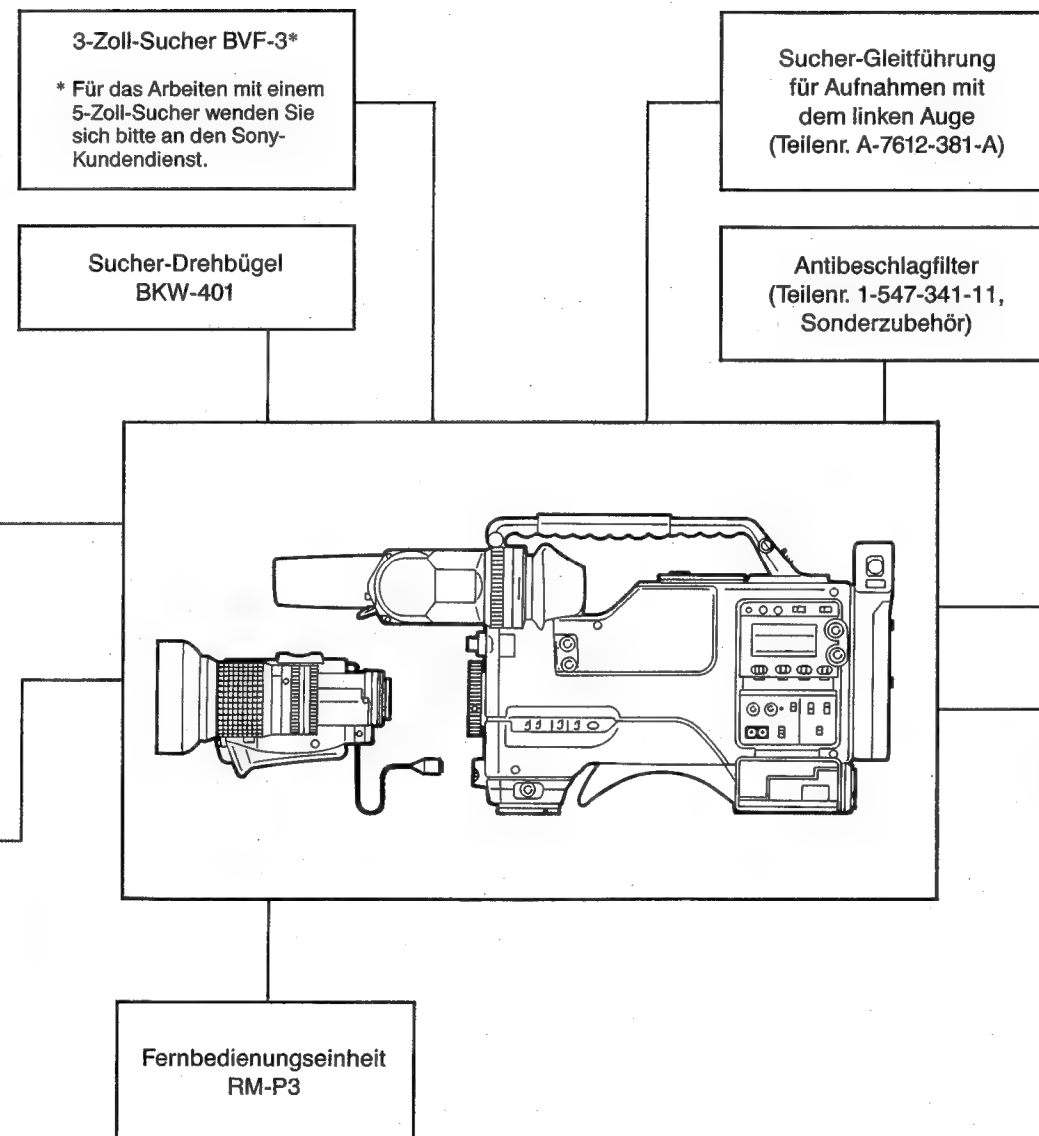 3-Zoll-Sucher BVF-3*
* Für das Arbeiten mit einem
5-Zoll-Sucher wenden Sie
sich bitte an den Sony-
Kundendienst.
Sucher-Drehbügel
BKW-401
Sucher-Gleitführung
für Aufnahmen mit
dem linken Auge
(Teilenr. A-7612-381-A)
Antibeschlagfilter
(Teilenr. 1-547-341-11,
Sonderzubehör)
Fernbedienungseinheit
RM-P3